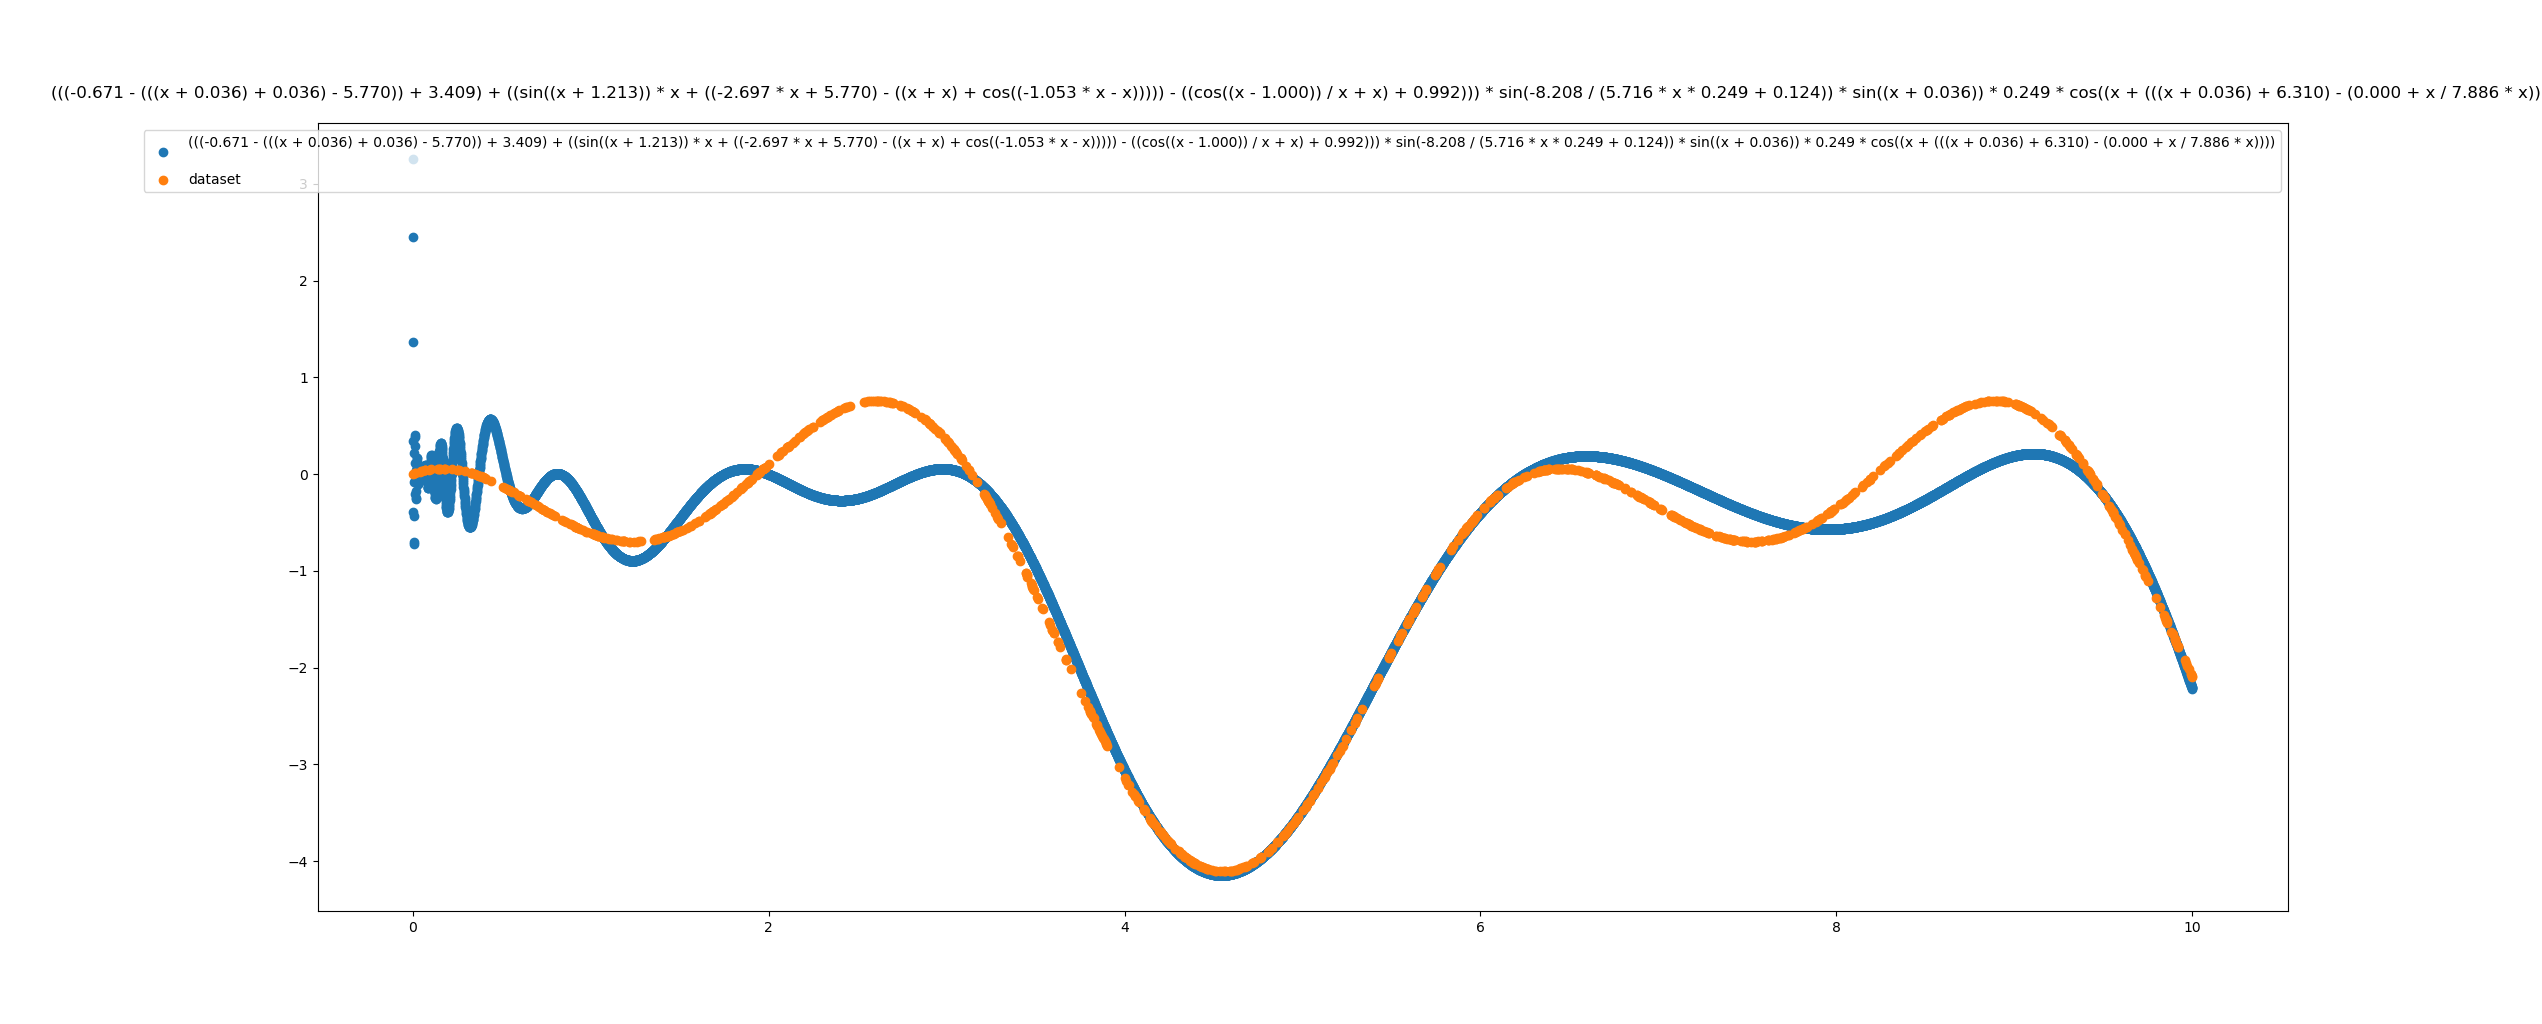 (((-0.671 - (((x + 0.036) + 0.036) - 5.770)) + 3.409) + ((sin((x + 1.213)) * x + ((-2.697 * x + 5.770) - ((x + x) + cos((-1.053 * x - x))))) - ((cos((x - 1.000)) / x + x) + 0.992))) * sin(-8.208 / (5.716 * x * 0.249 + 0.124)) * sin((x + 0.036)) * 0.249 * cos((x + (((x + 0.036) + 6.310) - (0.000 + x / 7.886 * x))
(((-0.671 - (((x + 0.036) + 0.036) - 5.770)) + 3.409) + ((sin((x + 1.213)) * x + ((-2.697 * x + 5.770) - ((x + x) + cos((-1.053 * x - x))))) - ((cos((x - 1.000)) / x + x) + 0.992))) * sin(-8.208 / (5.716 * x * 0.249 + 0.124)) * sin((x + 0.036)) * 0.249 * cos((x + (((x + 0.036) + 6.310) - (0.000 + x / 7.886 * x))))
dataset
3
2
1
0
−1
−2
−3
−4
0 2 4 6 8 10